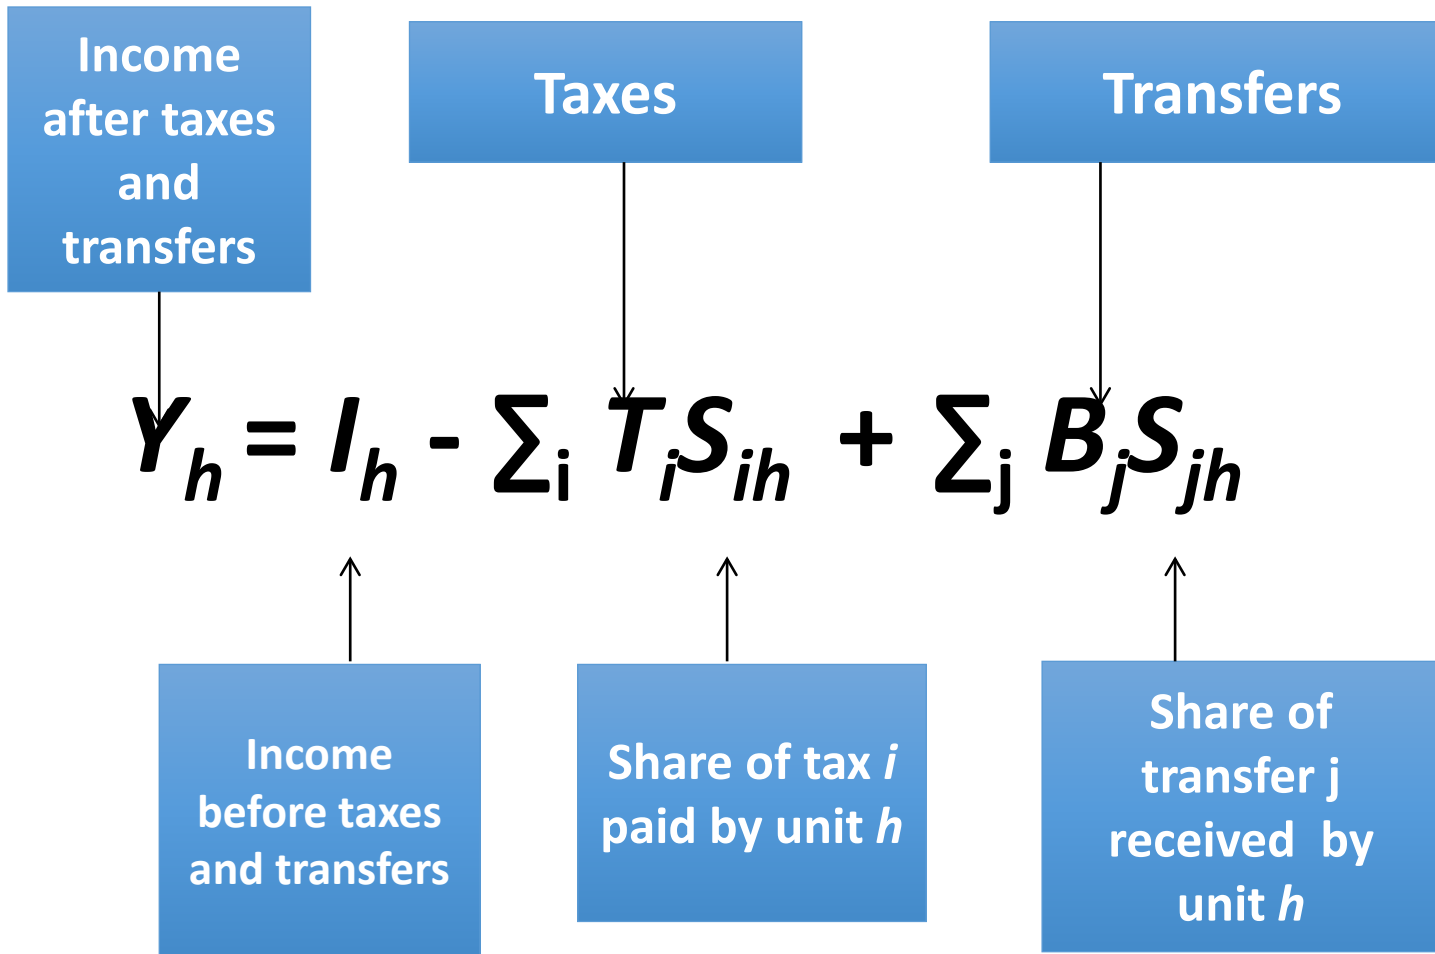 Income
after taxes
and
transfers
Taxes
Transfers
Yₕ = Iₕ - ∑ᵢ TᵢSᵢₕ + ∑ⱼ BⱼSⱼₕ
Income
before taxes
and transfers
Share of tax i
paid by unit h
Share of
transfer j
received by
unit h